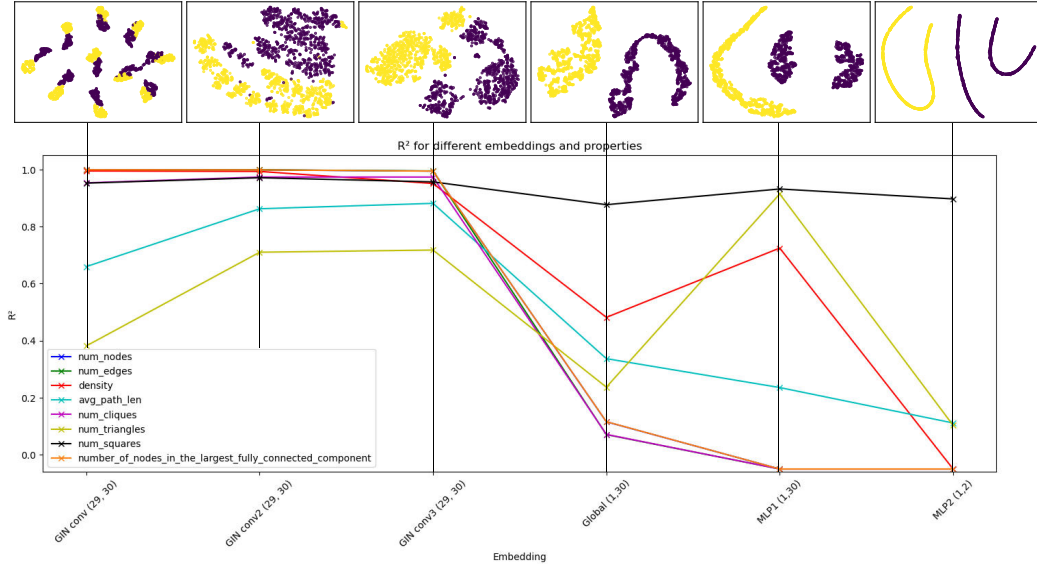 R² for different embeddings and properties
1.0
0.8
0.6
0.4
0.2
0.0
R²
num_nodes
num_edges
density
avg_path_len
num_cliques
num_triangles
num_squares
number_of_nodes_in_the_largest_fully_connected_component
GIN conv (29, 30)
GIN conv2 (29, 30)
GIN conv3 (29, 30)
Global (1,30)
MLP1 (1,30)
MLP2 (1,2)
Embedding